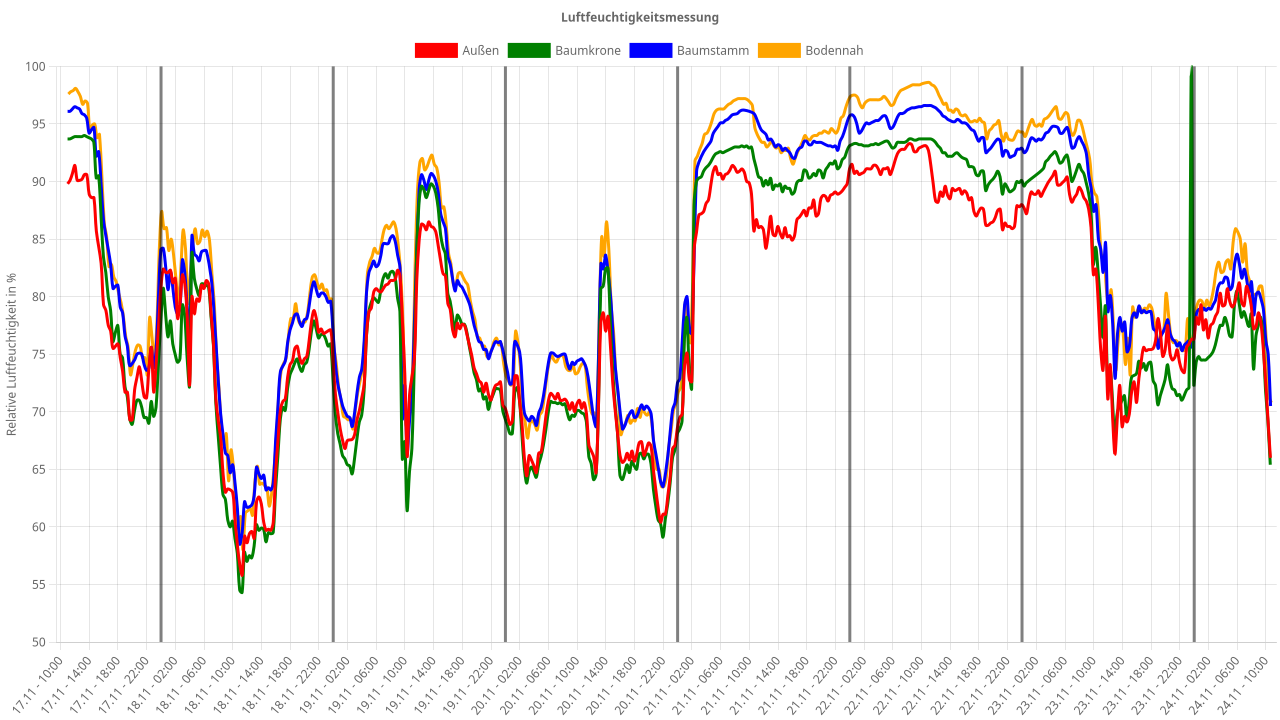 Luftfeuchtigkeitsmessung
Außen Baumkrone Baumstamm Bodennah
Relative Luftfeuchtigkeit in %
100
95
90
85
80
75
70
65
60
55
50
17.11 - 10:00
17.11 - 14:00
17.11 - 18:00
17.11 - 22:00
18.11 - 02:00
18.11 - 06:00
18.11 - 10:00
18.11 - 14:00
18.11 - 18:00
18.11 - 22:00
19.11 - 02:00
19.11 - 06:00
19.11 - 10:00
19.11 - 14:00
19.11 - 18:00
19.11 - 22:00
20.11 - 02:00
20.11 - 06:00
20.11 - 10:00
20.11 - 14:00
20.11 - 18:00
20.11 - 22:00
21.11 - 02:00
21.11 - 06:00
21.11 - 10:00
21.11 - 14:00
21.11 - 18:00
21.11 - 22:00
22.11 - 02:00
22.11 - 06:00
22.11 - 10:00
22.11 - 14:00
22.11 - 18:00
22.11 - 22:00
23.11 - 02:00
23.11 - 06:00
23.11 - 10:00
23.11 - 14:00
23.11 - 18:00
23.11 - 22:00
24.11 - 02:00
24.11 - 06:00
24.11 - 10:00